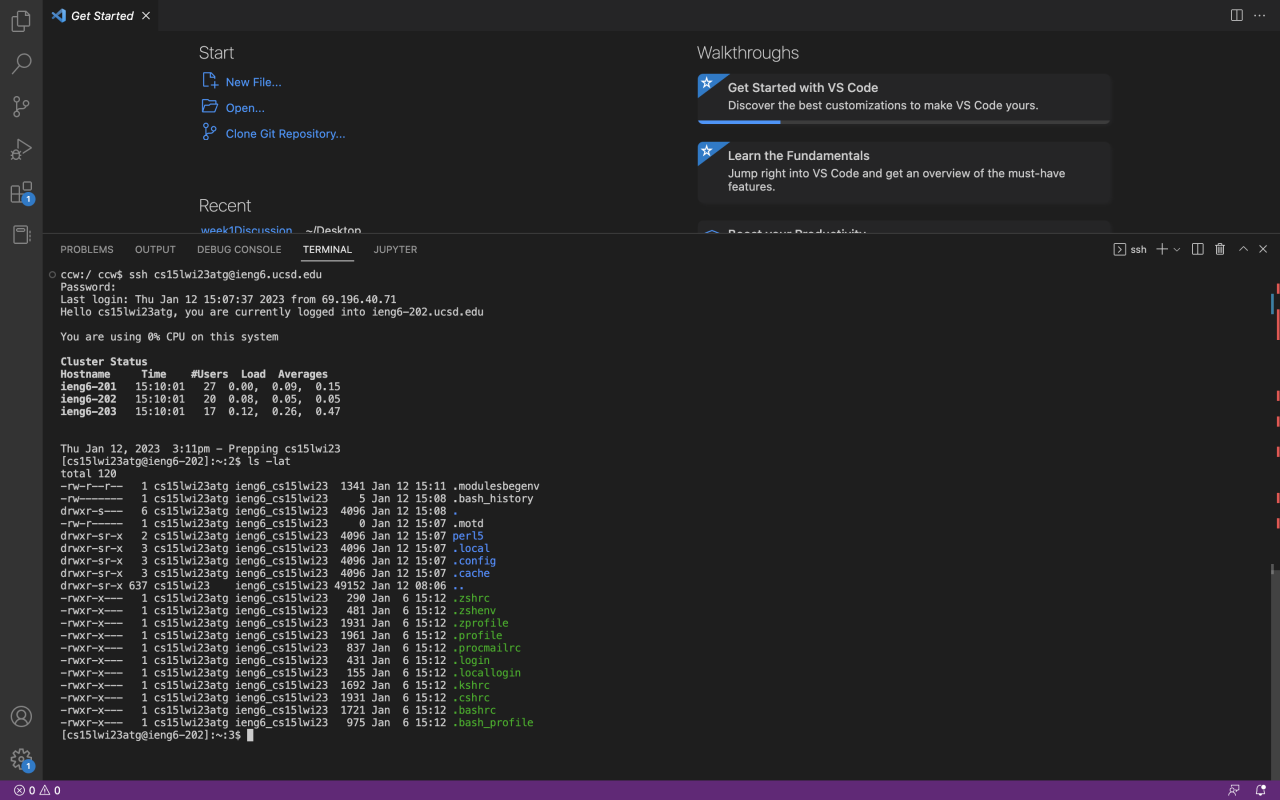 Get Started
Start
New File...
Open...
Clone Git Repository...
Recent
week1Discussion ~/Desktop
Walkthroughs
Get Started with VS Code
Discover the best customizations to make VS Code yours.
Learn the Fundamentals
Jump right into VS Code and get an overview of the must-have
features.
Boost your Productivity
1
PROBLEMS OUTPUT DEBUG CONSOLE TERMINAL JUPYTER
ssh
ccw:/ ccw$ ssh cs15lwi23atg@ieng6.ucsd.edu
Password:
Last login: Thu Jan 12 15:07:37 2023 from 69.196.40.71
Hello cs15lwi23atg, you are currently logged into ieng6-202.ucsd.edu
You are using 0% CPU on this system
Cluster Status
Hostname     Time    #Users  Load  Averages
ieng6-201   15:10:01   27  0.00,  0.09,  0.15
ieng6-202   15:10:01   20  0.08,  0.05,  0.05
ieng6-203   15:10:01   17  0.12,  0.26,  0.47
Thu Jan 12, 2023  3:11pm - Prepping cs15lwi23
[cs15lwi23atg@ieng6-202]:~:2$ ls -lat
total 120
-rw-r--r--   1 cs15lwi23atg ieng6_cs15lwi23  1341 Jan 12 15:11 .modulesbegenv
-rw-------   1 cs15lwi23atg ieng6_cs15lwi23     5 Jan 12 15:08 .bash_history
drwxr-s---   6 cs15lwi23atg ieng6_cs15lwi23  4096 Jan 12 15:08 .
-rw-r-----   1 cs15lwi23atg ieng6_cs15lwi23     0 Jan 12 15:07 .motd
drwxr-sr-x   2 cs15lwi23atg ieng6_cs15lwi23  4096 Jan 12 15:07 perl5
drwxr-sr-x   3 cs15lwi23atg ieng6_cs15lwi23  4096 Jan 12 15:07 .local
drwxr-sr-x   3 cs15lwi23atg ieng6_cs15lwi23  4096 Jan 12 15:07 .config
drwxr-sr-x   3 cs15lwi23atg ieng6_cs15lwi23  4096 Jan 12 15:07 .cache
drwxr-sr-x 637 cs15lwi23    ieng6_cs15lwi23 49152 Jan 12 08:06 ..
-rwxr-x---   1 cs15lwi23atg ieng6_cs15lwi23   290 Jan  6 15:12 .zshrc
-rwxr-x---   1 cs15lwi23atg ieng6_cs15lwi23   481 Jan  6 15:12 .zshenv
-rwxr-x---   1 cs15lwi23atg ieng6_cs15lwi23  1931 Jan  6 15:12 .zprofile
-rwxr-x---   1 cs15lwi23atg ieng6_cs15lwi23  1961 Jan  6 15:12 .profile
-rwxr-x---   1 cs15lwi23atg ieng6_cs15lwi23   837 Jan  6 15:12 .procmailrc
-rwxr-x---   1 cs15lwi23atg ieng6_cs15lwi23   431 Jan  6 15:12 .login
-rwxr-x---   1 cs15lwi23atg ieng6_cs15lwi23   155 Jan  6 15:12 .locallogin
-rwxr-x---   1 cs15lwi23atg ieng6_cs15lwi23  1692 Jan  6 15:12 .kshrc
-rwxr-x---   1 cs15lwi23atg ieng6_cs15lwi23  1931 Jan  6 15:12 .cshrc
-rwxr-x---   1 cs15lwi23atg ieng6_cs15lwi23  1721 Jan  6 15:12 .bashrc
-rwxr-x---   1 cs15lwi23atg ieng6_cs15lwi23   975 Jan  6 15:12 .bash_profile
[cs15lwi23atg@ieng6-202]:~:3$
1
0 0